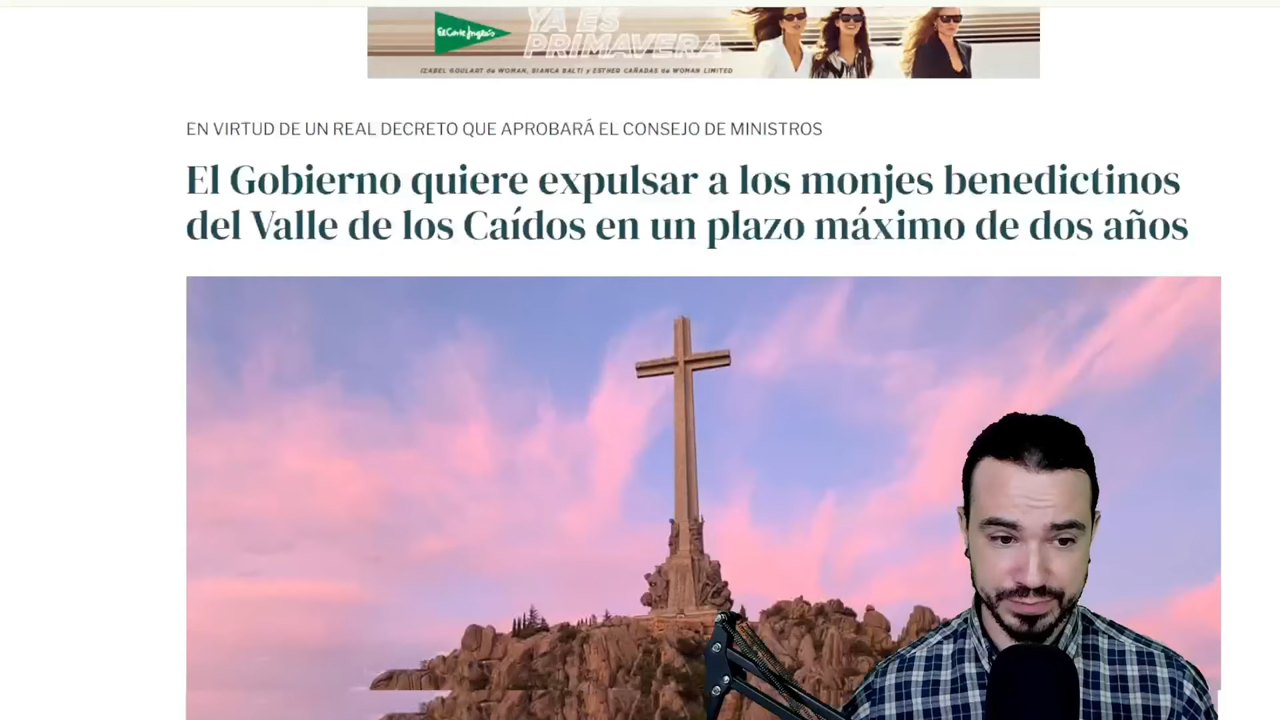 El Corte Inglés
YA ES
PRIMAVERA
IZABEL GOULART de WOMAN, BIANCA BALTI y ESTHER CAÑADAS de WOMAN LIMITED
EN VIRTUD DE UN REAL DECRETO QUE APROBARÁ EL CONSEJO DE MINISTROS
El Gobierno quiere expulsar a los monjes benedictinos
del Valle de los Caídos en un plazo máximo de dos años